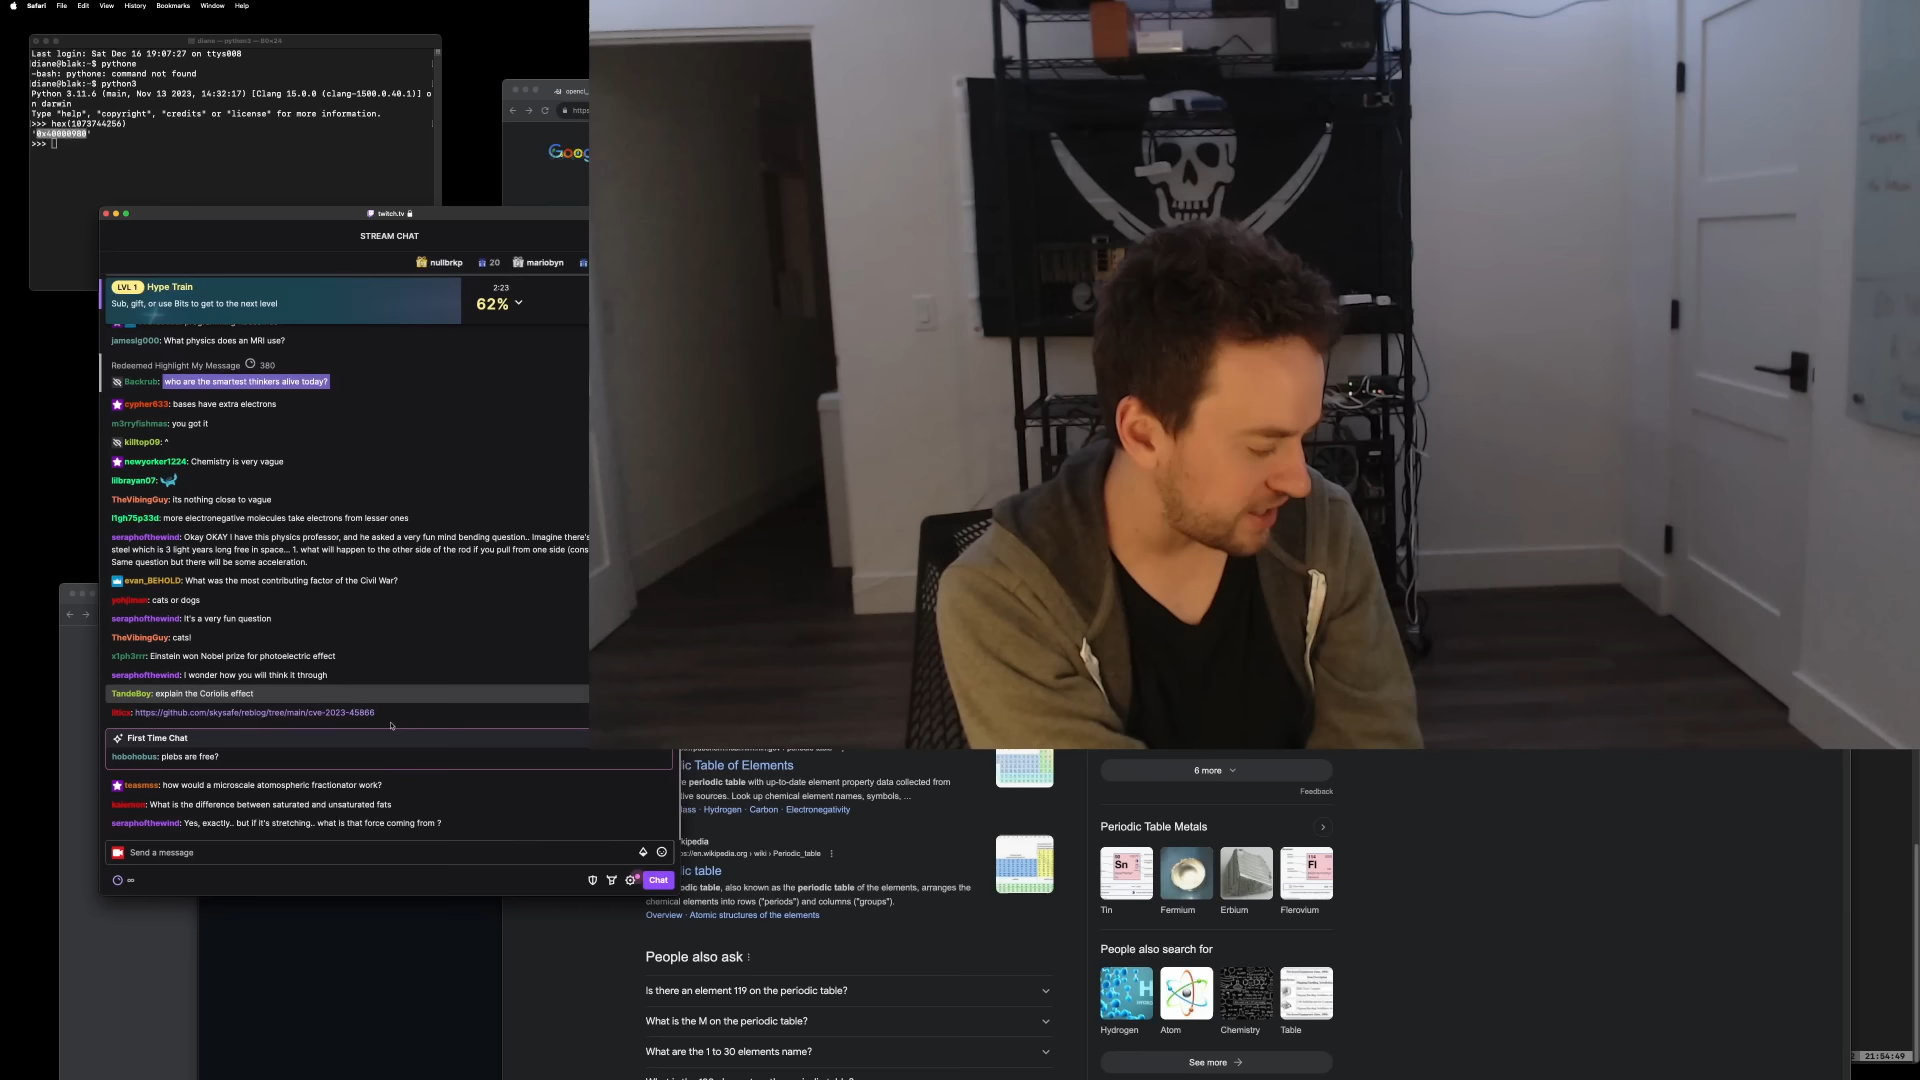 Safari File Edit View History Bookmarks Window Help
diane — python3 — 80×24
Last login: Sat Dec 16 19:07:27 on ttys008
diane@blak:~$ pythone
-bash: pythone: command not found
diane@blak:~$ python3
Python 3.11.6 (main, Nov 13 2023, 14:32:17) [Clang 15.0.0 (clang-1500.0.40.1)] o
n darwin
Type "help", "copyright", "credits" or "license" for more information.
>>> hex(1073744256)
'0x40000980'
>>>
opencl_
https
Goog
twitch.tv
STREAM CHAT
nullbrkp 20 mariobyn
LVL 1 Hype Train
Sub, gift, or use Bits to get to the next level
2:23
62%
jameslg000: What physics does an MRI use?
Redeemed Highlight My Message 380
Backrub: who are the smartest thinkers alive today?
cypher633: bases have extra electrons
m3rryfishmas: you got it
killtop09: ^
newyorker1224: Chemistry is very vague
lilbrayan07:
TheVibingGuy: its nothing close to vague
l1gh75p33d: more electronegative molecules take electrons from lesser ones
seraphofthewind: Okay OKAY I have this physics professor, and he asked a very fun mind bending question.. Imagine there's
steel which is 3 light years long free in space... 1. what will happen to the other side of the rod if you pull from one side (cons
Same question but there will be some acceleration.
evan_BEHOLD: What was the most contributing factor of the Civil War?
cats or dogs
seraphofthewind: It's a very fun question
TheVibingGuy: cats!
x1ph3rrr: Einstein won Nobel prize for photoelectric effect
seraphofthewind: I wonder how you will think it through
TandeBoy: explain the Coriolis effect
https://github.com/skysafe/reblog/tree/main/cve-2023-45866
First Time Chat
hobohobus: plebs are free?
teasmss: how would a microscale atomospheric fractionator work?
What is the difference between saturated and unsaturated fats
seraphofthewind: Yes, exactly.. but if it's stretching.. what is that force coming from ?
Send a message
∞
Chat
ic Table of Elements
periodic table with up-to-date element property data collected from
ive sources. Look up chemical element names, symbols, ...
ass · Hydrogen · Carbon · Electronegativity
kipedia
ps://en.wikipedia.org › wiki › Periodic_table
ic table
odic table, also known as the periodic table of the elements, arranges the
chemical elements into rows ("periods") and columns ("groups").
Overview · Atomic structures of the elements
People also ask
Is there an element 119 on the periodic table?
What is the M on the periodic table?
What are the 1 to 30 elements name?
6 more
Feedback
Periodic Table Metals
Sn
Fl
Tin Fermium Erbium Flerovium
People also search for
Hydrogen Atom Chemistry Table
See more
21:54:49